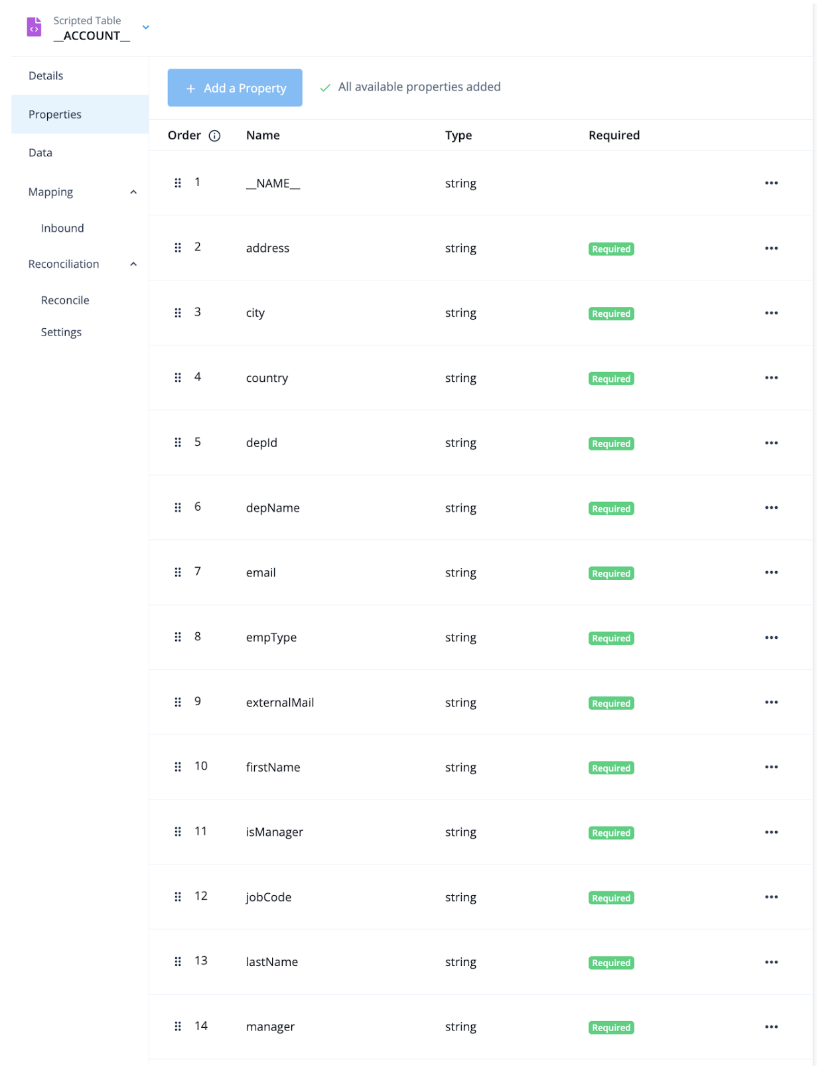 Scripted Table
__ACCOUNT__
Details
Properties
Data
Mapping
Inbound
Reconciliation
Reconcile
Settings
+ Add a Property
All available properties added
Order Name Type Required
1 __NAME__ string
2 address string Required
3 city string Required
4 country string Required
5 depId string Required
6 depName string Required
7 email string Required
8 empType string Required
9 externalMail string Required
10 firstName string Required
11 isManager string Required
12 jobCode string Required
13 lastName string Required
14 manager string Required